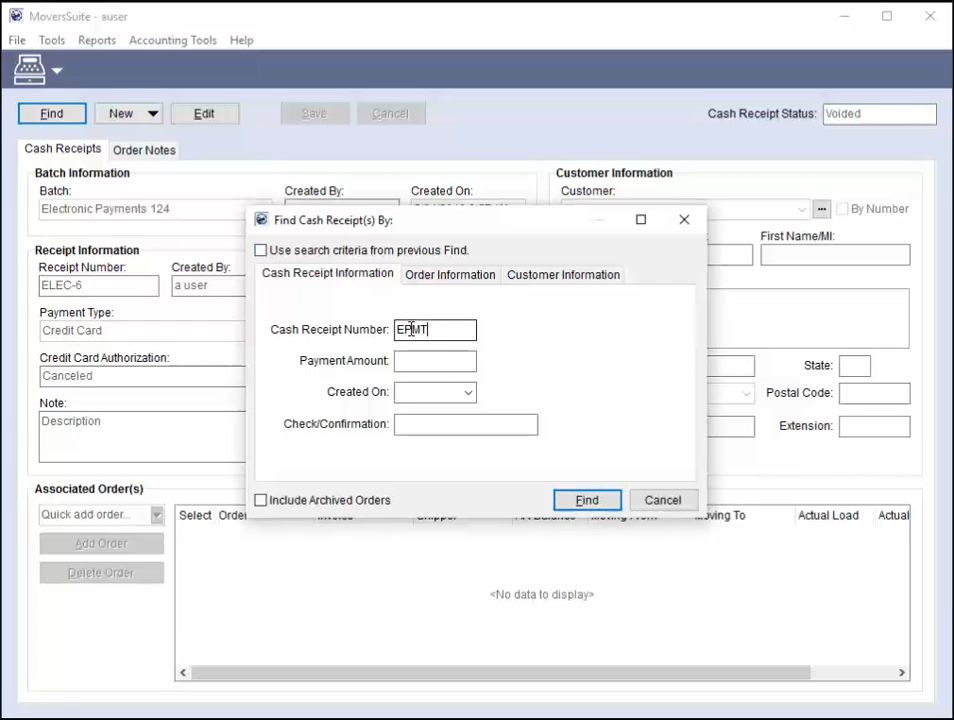 MoversSuite - auser
File Tools Reports Accounting Tools Help
Find New Edit Save Cancel Cash Receipt Status: Voided
Cash Receipts Order Notes
Batch Information Customer Information
Batch: Created By: Created On: Customer:
Electronic Payments 124 By Number
Find Cash Receipt(s) By:
Receipt Information First Name/MI:
Use search criteria from previous Find.
Receipt Number: Created By:
Cash Receipt Information Order Information Customer Information
ELEC-6 a user
Payment Type:
Credit Card
Cash Receipt Number: EPMT
Credit Card Authorization:
Payment Amount: State:
Canceled
Created On: Postal Code:
Note:
Description
Check/Confirmation: Extension:
Associated Order(s)
Include Archived Orders Find Cancel
Quick add order... Select Order Moving To Actual Load Actual
Add Order
Delete Order
<No data to display>